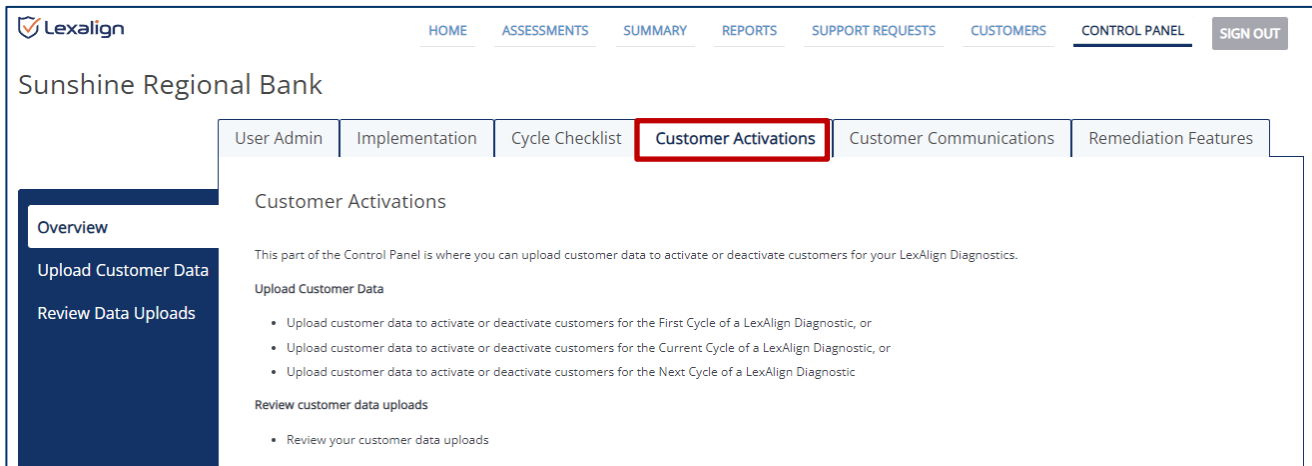 Lexalign
HOME ASSESSMENTS SUMMARY REPORTS SUPPORT REQUESTS CUSTOMERS CONTROL PANEL SIGN OUT
Sunshine Regional Bank
User Admin Implementation Cycle Checklist Customer Activations Customer Communications Remediation Features
Overview
Upload Customer Data
Review Data Uploads
Customer Activations
This part of the Control Panel is where you can upload customer data to activate or deactivate customers for your LexAlign Diagnostics.
Upload Customer Data
• Upload customer data to activate or deactivate customers for the First Cycle of a LexAlign Diagnostic, or
• Upload customer data to activate or deactivate customers for the Current Cycle of a LexAlign Diagnostic, or
• Upload customer data to activate or deactivate customers for the Next Cycle of a LexAlign Diagnostic
Review customer data uploads
• Review your customer data uploads